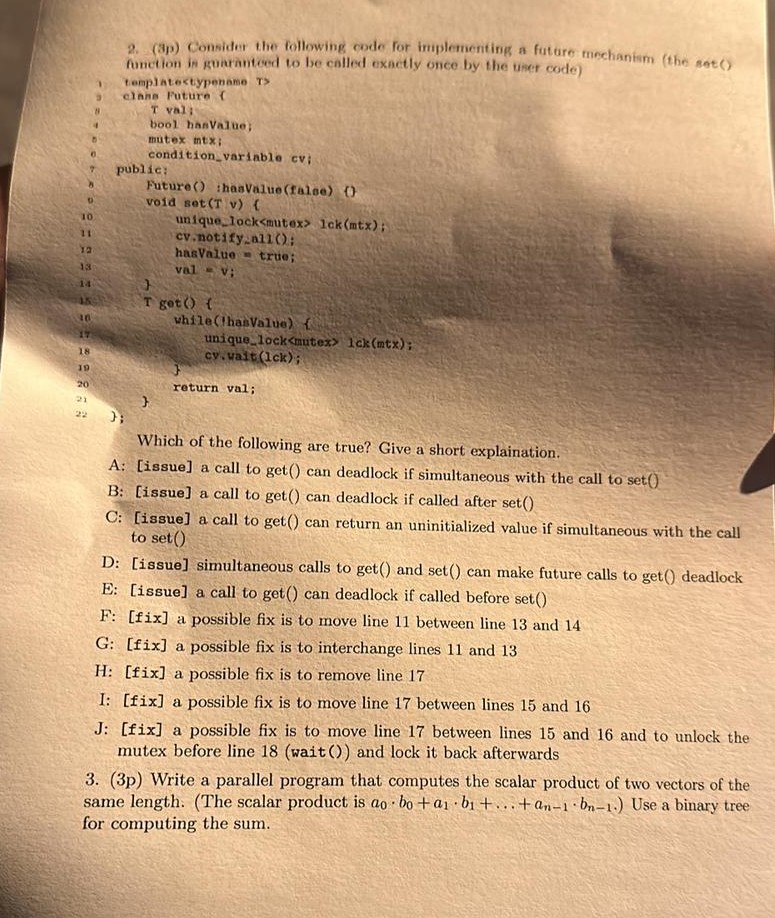 2. (3p) Consider the following code for implementing a future mechanism (the set()
function is guaranteed to be called exactly once by the user code)
1 template<typename T>
2 class Future {
3 T val;
4 bool hasValue;
5 mutex mtx;
6 condition_variable cv;
7 public:
8 Future() :hasValue(false) {}
9 void set(T v) {
10 unique_lock<mutex> lck(mtx);
11 cv.notify_all();
12 hasValue = true;
13 val = v;
14 }
15 T get() {
16 while(!hasValue) {
17 unique_lock<mutex> lck(mtx);
18 cv.wait(lck);
19 }
20 return val;
21 }
22 };
Which of the following are true? Give a short explaination.
A: [issue] a call to get() can deadlock if simultaneous with the call to set()
B: [issue] a call to get() can deadlock if called after set()
C: [issue] a call to get() can return an uninitialized value if simultaneous with the call
to set()
D: [issue] simultaneous calls to get() and set() can make future calls to get() deadlock
E: [issue] a call to get() can deadlock if called before set()
F: [fix] a possible fix is to move line 11 between line 13 and 14
G: [fix] a possible fix is to interchange lines 11 and 13
H: [fix] a possible fix is to remove line 17
I: [fix] a possible fix is to move line 17 between lines 15 and 16
J: [fix] a possible fix is to move line 17 between lines 15 and 16 and to unlock the
mutex before line 18 (wait()) and lock it back afterwards
3. (3p) Write a parallel program that computes the scalar product of two vectors of the
same length. (The scalar product is a₀ · b₀ + a₁ · b₁ + ... + aₙ₋₁ · bₙ₋₁.) Use a binary tree
for computing the sum.